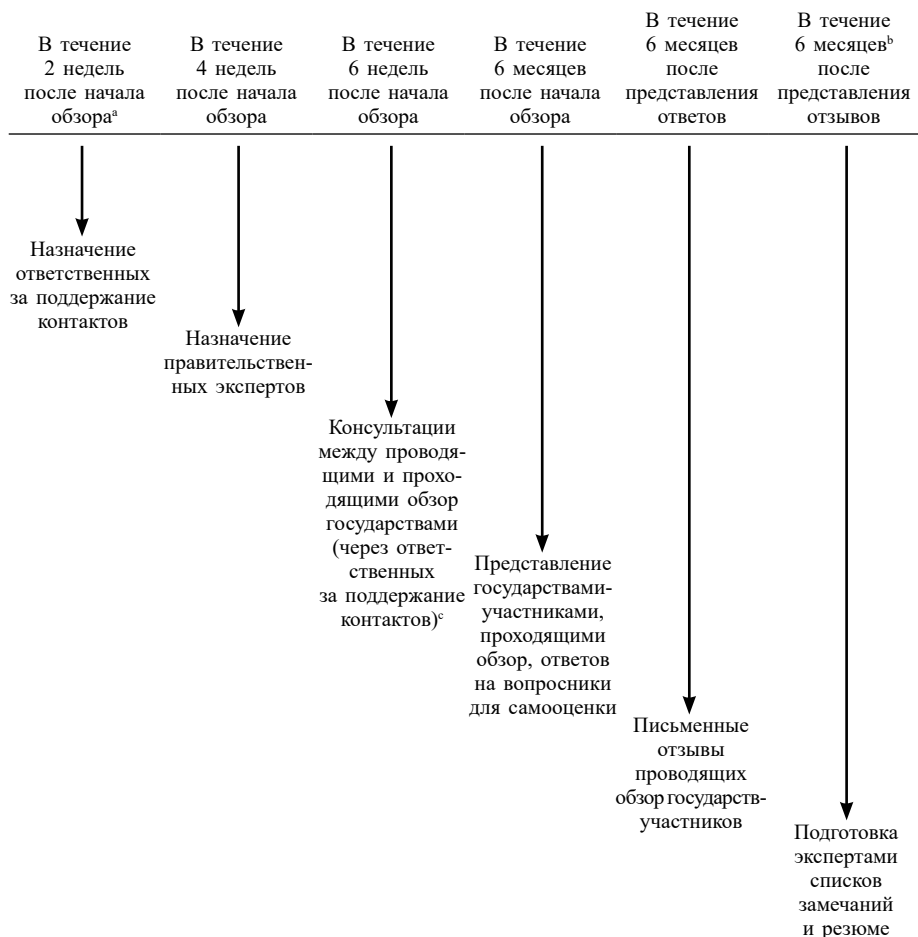 В течение
2 недель
после начала
обзораᵃ
В течение
4 недель
после начала
обзора
В течение
6 недель
после начала
обзора
В течение
6 месяцев
после начала
обзора
В течение
6 месяцев
после
представления
ответов
В течение
6 месяцевᵇ
после
представления
отзывов
Назначение
ответственных
за поддержание
контактов
Назначение
правительствен-
ных экспертов
Консультации
между проводя-
щими и прохо-
дящими обзор
государствами
(через ответ-
ственных
за поддержание
контактов)ᶜ
Представление
государствами-
участниками,
проходящими
обзор, ответов
на вопросники
для самооценки
Письменные
отзывы
проводящих
обзор государств-
участников
Подготовка
экспертами
списков
замечаний
и резюме